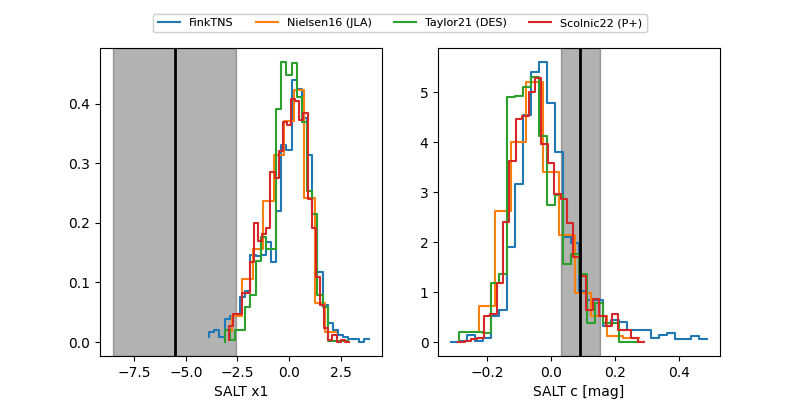 FinkTNS Nielsen16 (JLA) Taylor21 (DES) Scolnic22 (P+)
0.4
0.3
0.2
0.1
0.0
−7.5 −5.0 −2.5 0.0 2.5
SALT x1
5
4
3
2
1
0
−0.2 0.0 0.2 0.4
SALT c [mag]